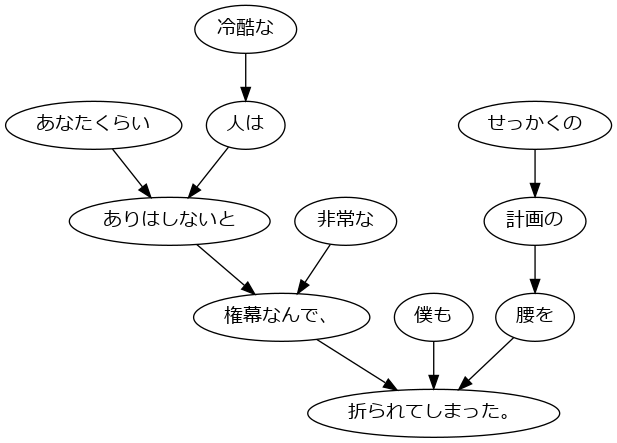 冷酷な
あなたくらい
人は
せっかくの
ありはしないと
非常な
計画の
権幕なんで、
僕も
腰を
折られてしまった。